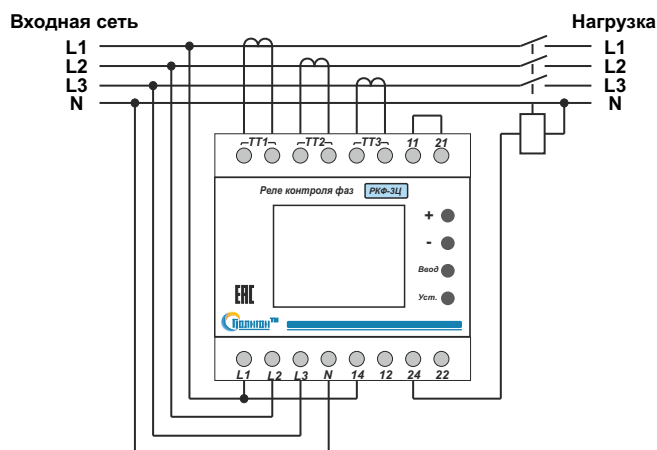 Входная сеть
Нагрузка
L1
L1
L2
L2
L3
L3
N
N
ТТ1
ТТ2
ТТ3
11
21
Реле контроля фаз
РКФ-3Ц
+
-
Ввод
Уст.
EAC
Полигон™
L1
L2
L3
N
14
12
24
22